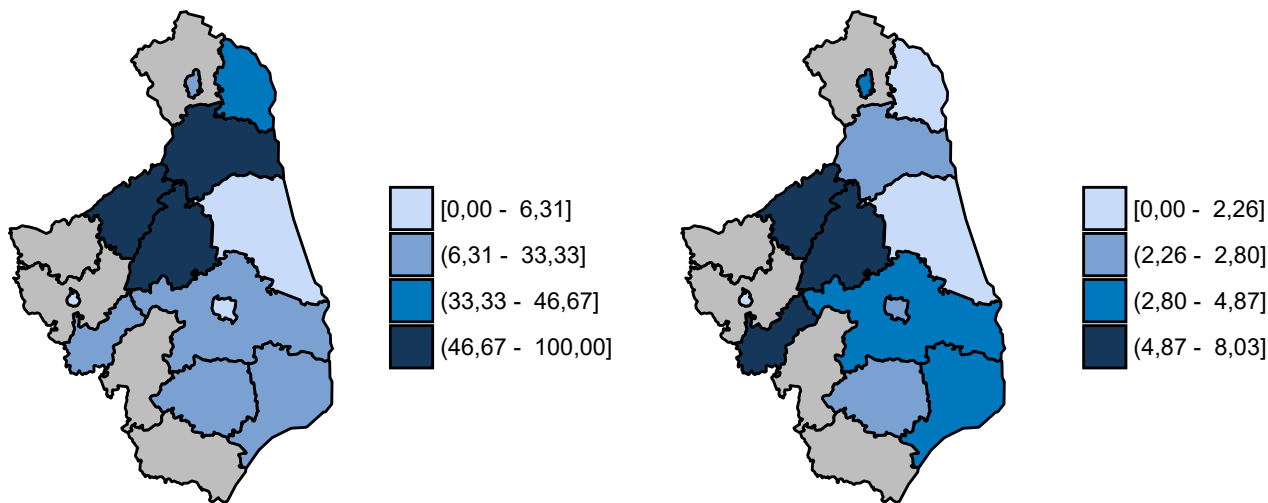 [0,00 - 6,31]
(6,31 - 33,33]
(33,33 - 46,67]
(46,67 - 100,00]
[0,00 - 2,26]
(2,26 - 2,80]
(2,80 - 4,87]
(4,87 - 8,03]